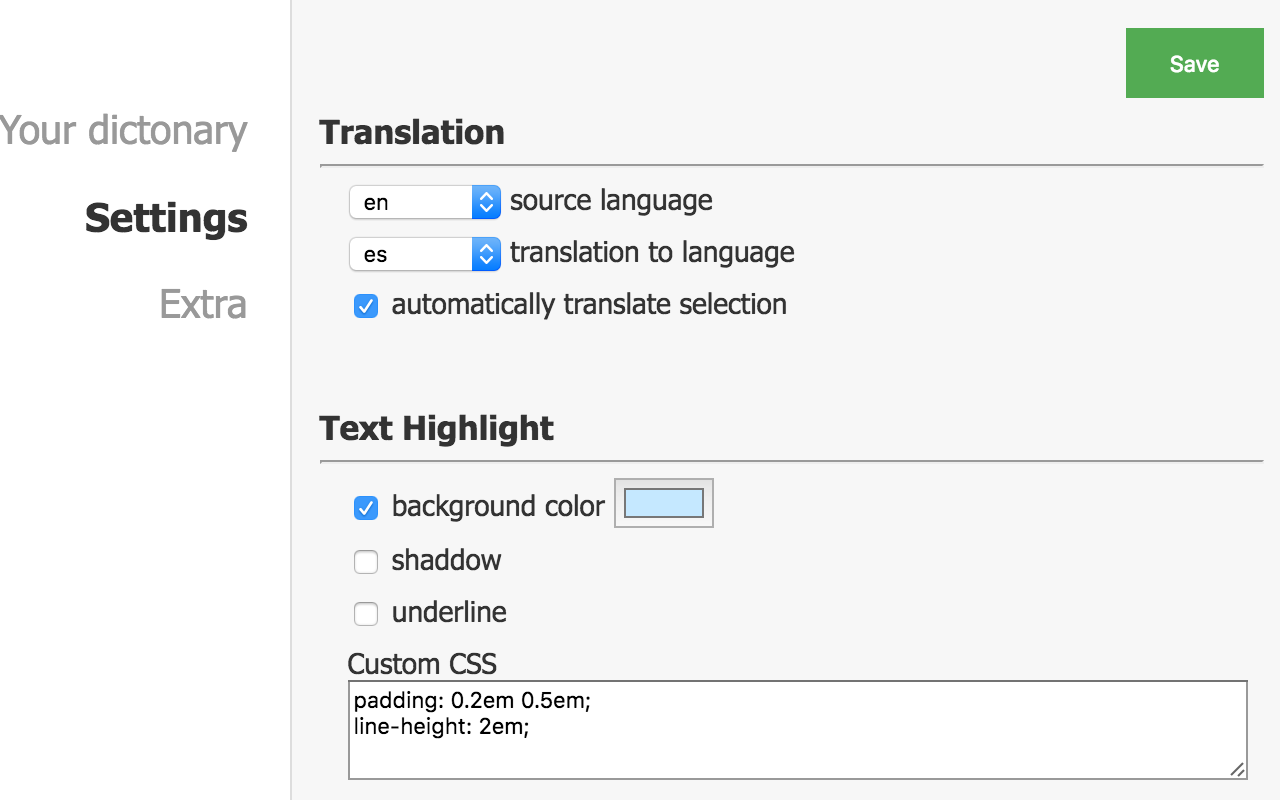 Save
Your dictonary
Settings
Extra
Translation
en source language
es translation to language
automatically translate selection
Text Highlight
background color
shaddow
underline
Custom CSS
padding: 0.2em 0.5em;
line-height: 2em;